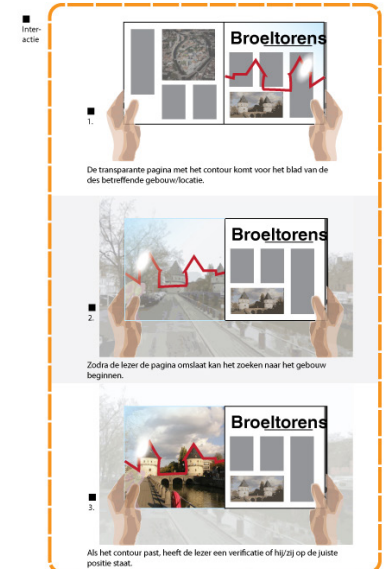 ■
Inter-
actie
Broeltorens
■
1.
De transparante pagina met het contour komt voor het blad van de
des betreffende gebouw/locatie.
Broeltorens
■
2.
Zodra de lezer de pagina omslaat kan het zoeken naar het gebouw
beginnen.
Broeltorens
■
3.
Als het contour past, heeft de lezer een verificatie of hij/zij op de juiste
positie staat.